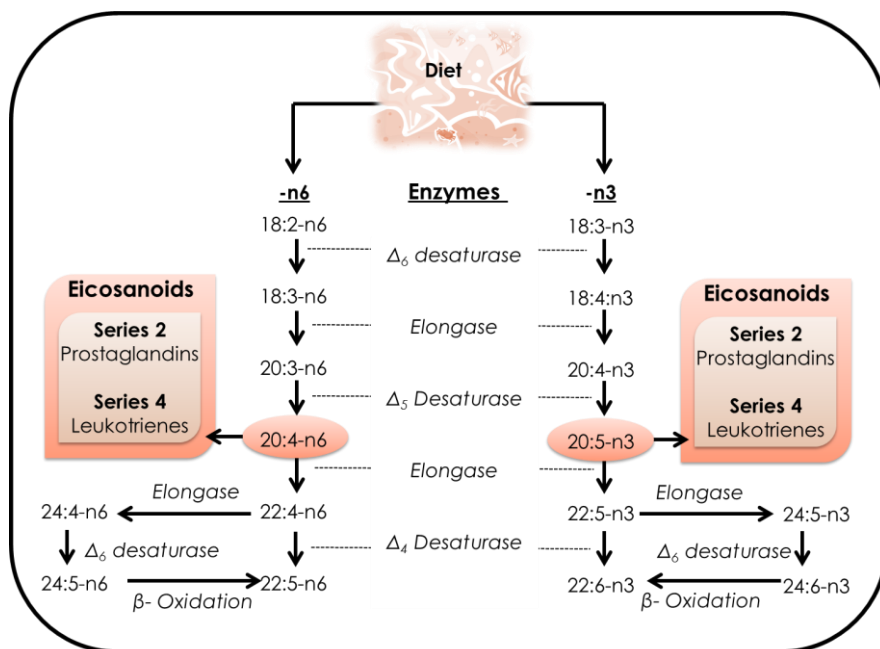 Diet
-n6
Enzymes
-n3
18:2-n6
18:3-n3
Δ6 desaturase
Eicosanoids
Series 2
Prostaglandins
Series 4
Leukotrienes
18:3-n6
18:4:n3
Elongase
20:3-n6
20:4-n3
Δ5 Desaturase
20:4-n6
20:5-n3
Eicosanoids
Series 2
Prostaglandins
Series 4
Leukotrienes
Elongase
Elongase
Elongase
24:4-n6
22:4-n6
22:5-n3
24:5-n3
Δ6 desaturase
Δ4 Desaturase
Δ6 desaturase
24:5-n6
22:5-n6
22:6-n3
24:6-n3
β- Oxidation
β- Oxidation